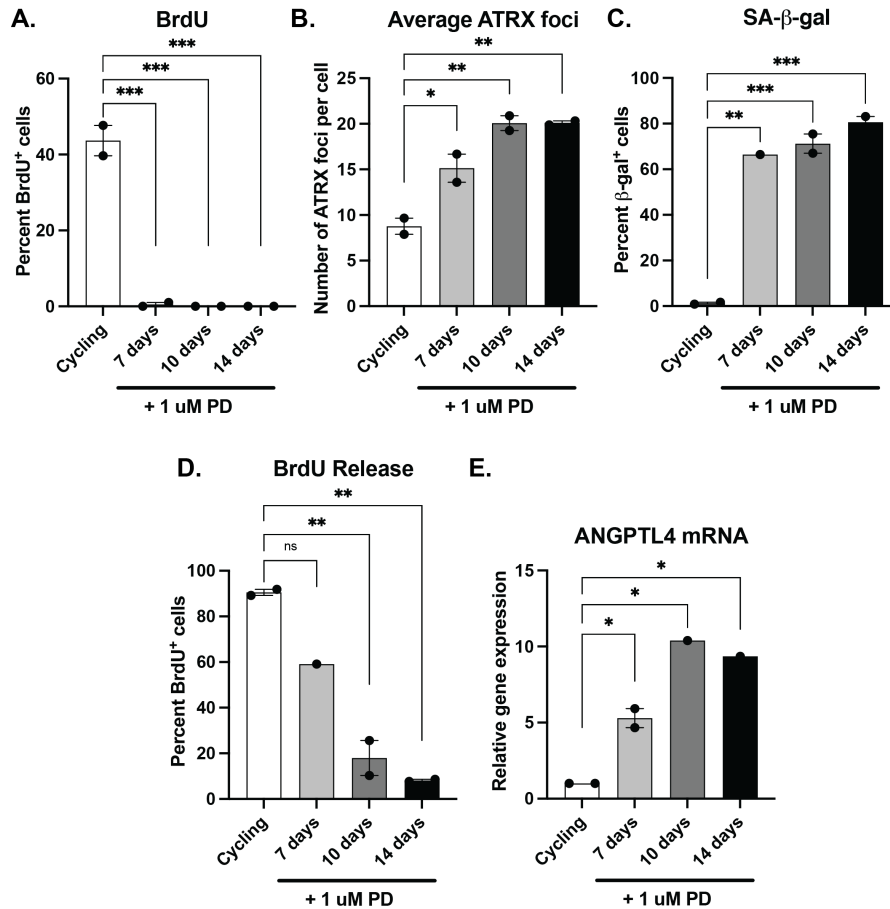 A.
BrdU
***
***
***
Percent BrdU+ cells
60
40
20
0
Cycling
7 days
10 days
14 days
+ 1 uM PD
B.
Average ATRX foci
**
**
*
Number of ATRX foci per cell
25
20
15
10
5
0
Cycling
7 days
10 days
14 days
+ 1 uM PD
C.
SA-β-gal
***
***
**
Percent β-gal+ cells
100
80
60
40
20
0
Cycling
7 days
10 days
14 days
+ 1 uM PD
D.
BrdU Release
**
**
ns
Percent BrdU+ cells
100
80
60
40
20
0
Cycling
7 days
10 days
14 days
+ 1 uM PD
E.
ANGPTL4 mRNA
*
*
*
Relative gene expression
15
10
5
0
Cycling
7 days
10 days
14 days
+ 1 uM PD